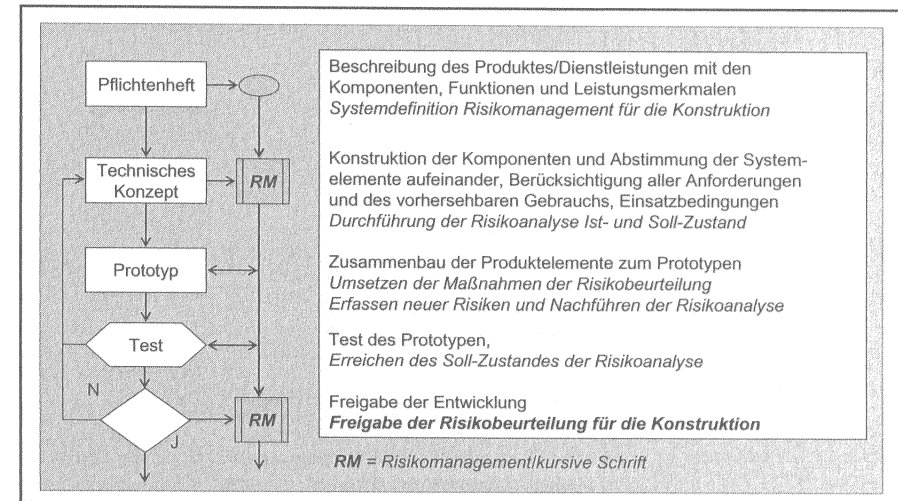 Pflichtenheft
Beschreibung des Produktes/Dienstleistungen mit den
Komponenten, Funktionen und Leistungsmerkmalen
Systemdefinition Risikomanagement für die Konstruktion
Technisches
Konzept
RM
Konstruktion der Komponenten und Abstimmung der System-
elemente aufeinander, Berücksichtigung aller Anforderungen
und des vorhersehbaren Gebrauchs, Einsatzbedingungen
Durchführung der Risikoanalyse Ist- und Soll-Zustand
Prototyp
Zusammenbau der Produktelemente zum Prototypen
Umsetzen der Maßnahmen der Risikobeurteilung
Erfassen neuer Risiken und Nachführen der Risikoanalyse
Test
Test des Prototypen,
Erreichen des Soll-Zustandes der Risikoanalyse
N
J
RM
Freigabe der Entwicklung
Freigabe der Risikobeurteilung für die Konstruktion
RM = Risikomanagement/kursive Schrift